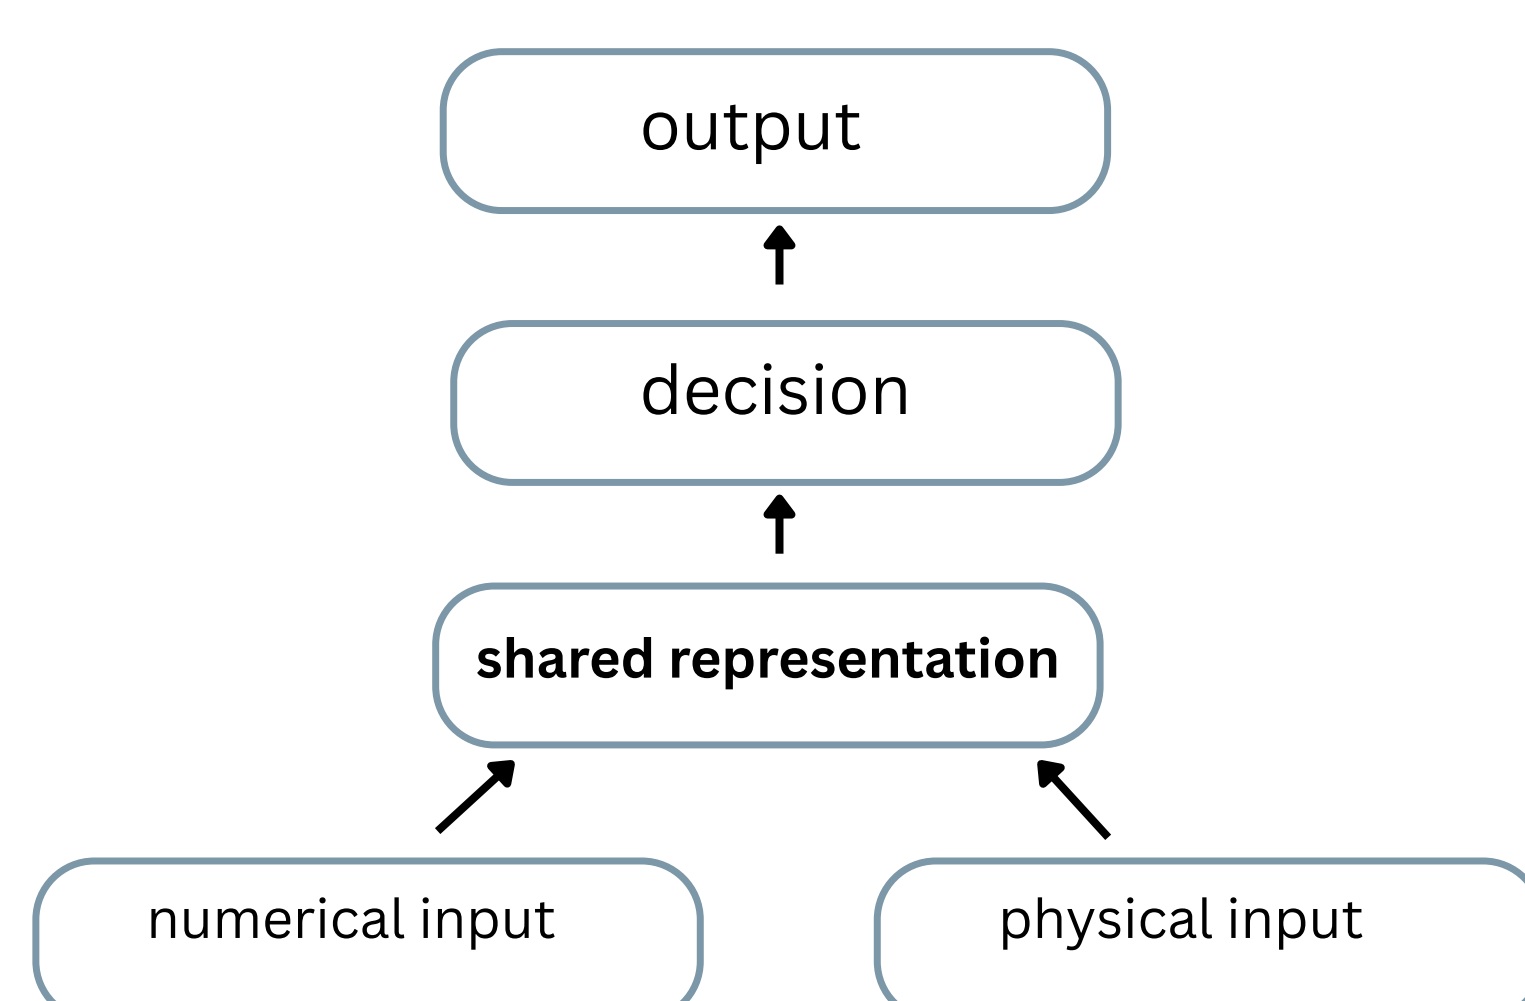 output
decision
shared representation
numerical input
physical input